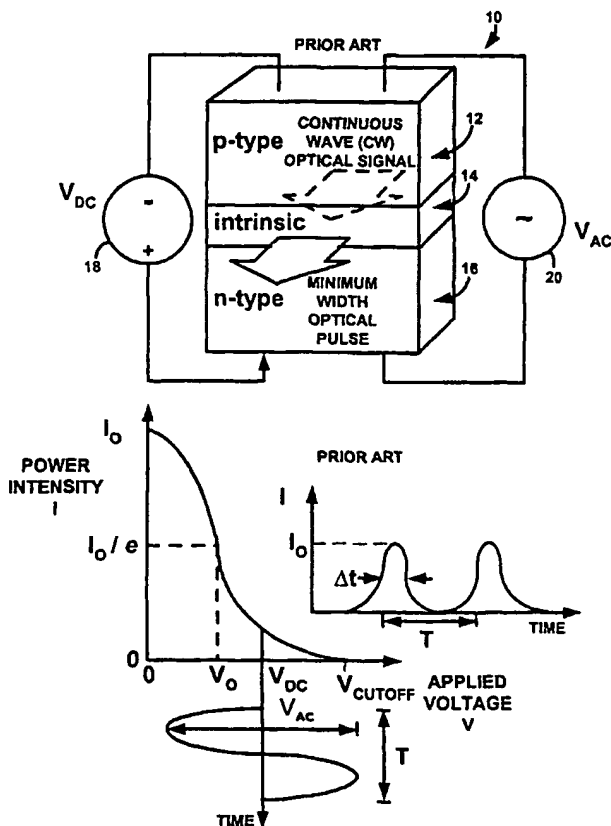 PRIOR ART
10
p-type
CONTINUOUS
WAVE (CW)
OPTICAL SIGNAL
12
14
V_DC
-
+
18
intrinsic
~
V_AC
20
n-type
MINIMUM
WIDTH
OPTICAL
PULSE
16
POWER
INTENSITY
I
I_O
I_O / e
0
0
V_O
V_DC
V_CUTOFF
APPLIED
VOLTAGE
V
V_AC
T
TIME
PRIOR ART
I
I_O
Δt
T
TIME